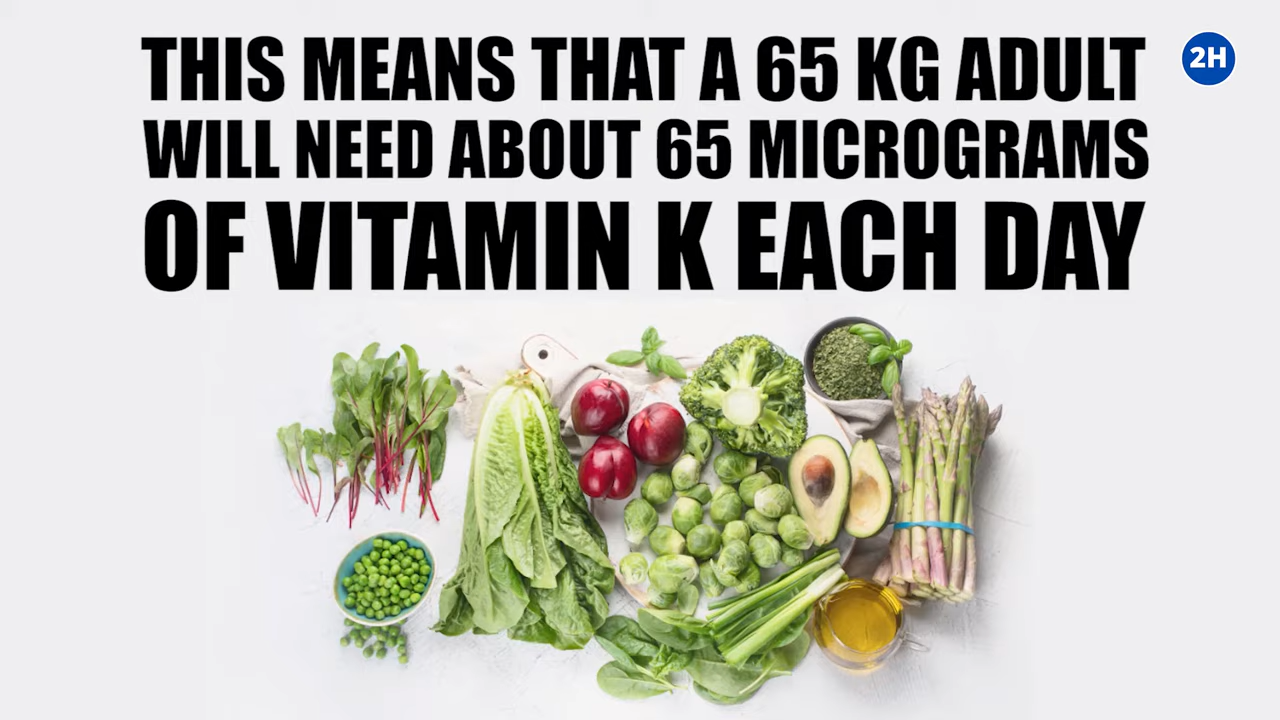 THIS MEANS THAT A 65 KG ADULT
WILL NEED ABOUT 65 MICROGRAMS
OF VITAMIN K EACH DAY
2H